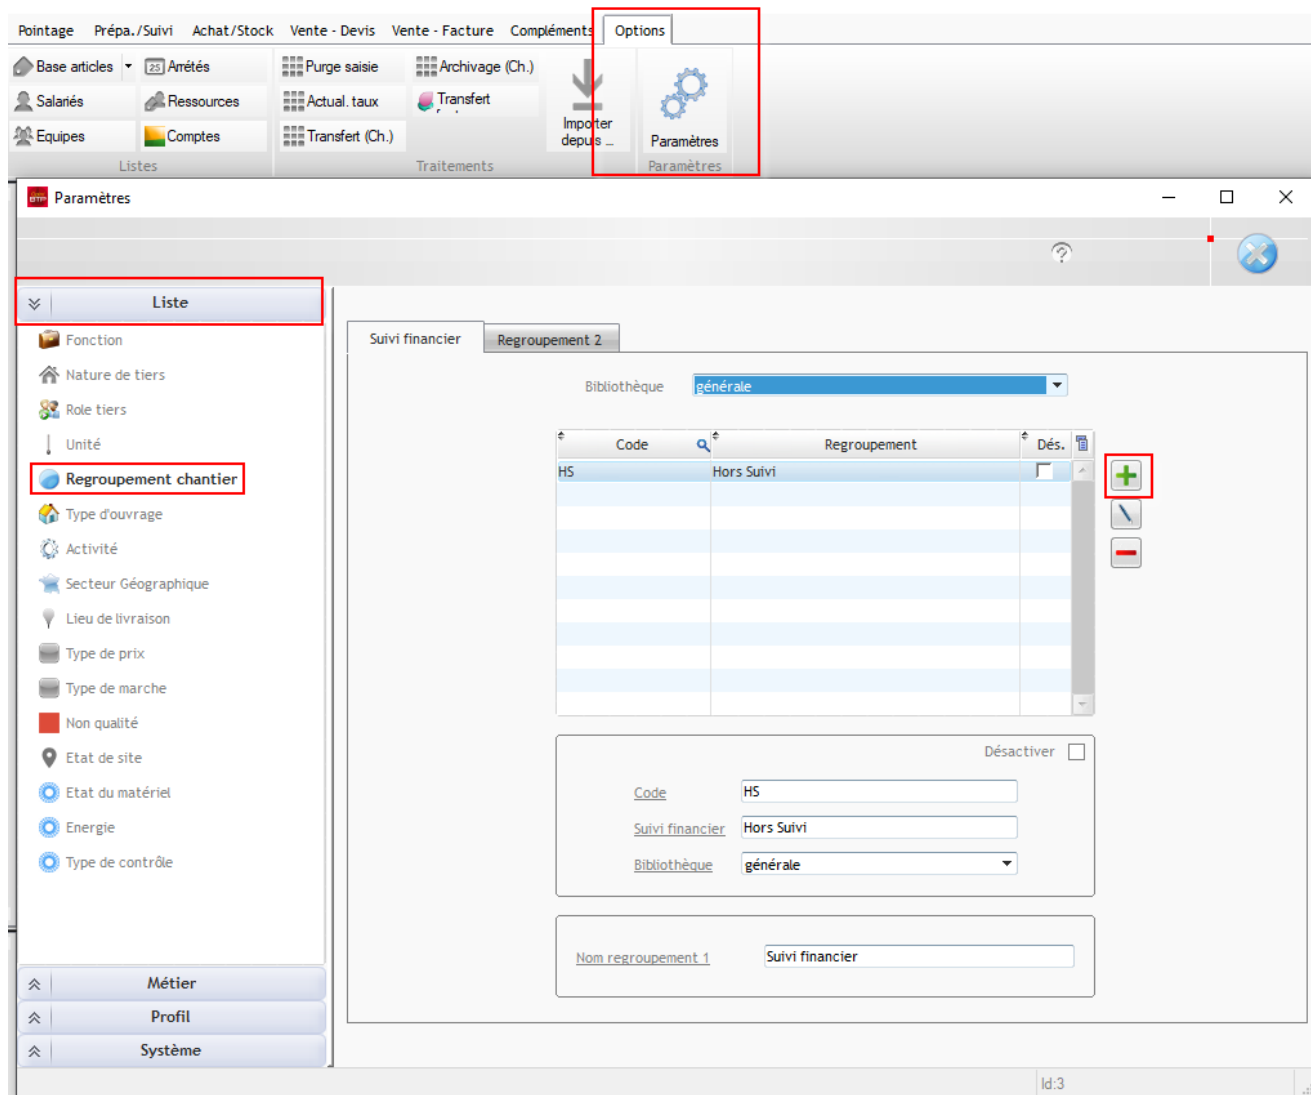 Pointage Prépa./Suivi Achat/Stock Vente - Devis Vente - Facture Compléments Options
Base articles 25 Arrétés Purge saisie Archivage (Ch.)
Salariés Ressources Actual. taux Transfert
Equipes Comptes Transfert (Ch.) Importer depuis ... Paramètres
Listes Traitements Paramètres
Paramètres
Liste
Fonction
Nature de tiers
Role tiers
Unité
Regroupement chantier
Type d'ouvrage
Activité
Secteur Géographique
Lieu de livraison
Type de prix
Type de marche
Non qualité
Etat de site
Etat du matériel
Energie
Type de contrôle
Métier
Profil
Système
Suivi financier Regroupement 2
Bibliothèque générale
Code Regroupement Dés.
HS Hors Suivi
Désactiver
Code HS
Suivi financier Hors Suivi
Bibliothèque générale
Nom regroupement 1 Suivi financier
Id:3